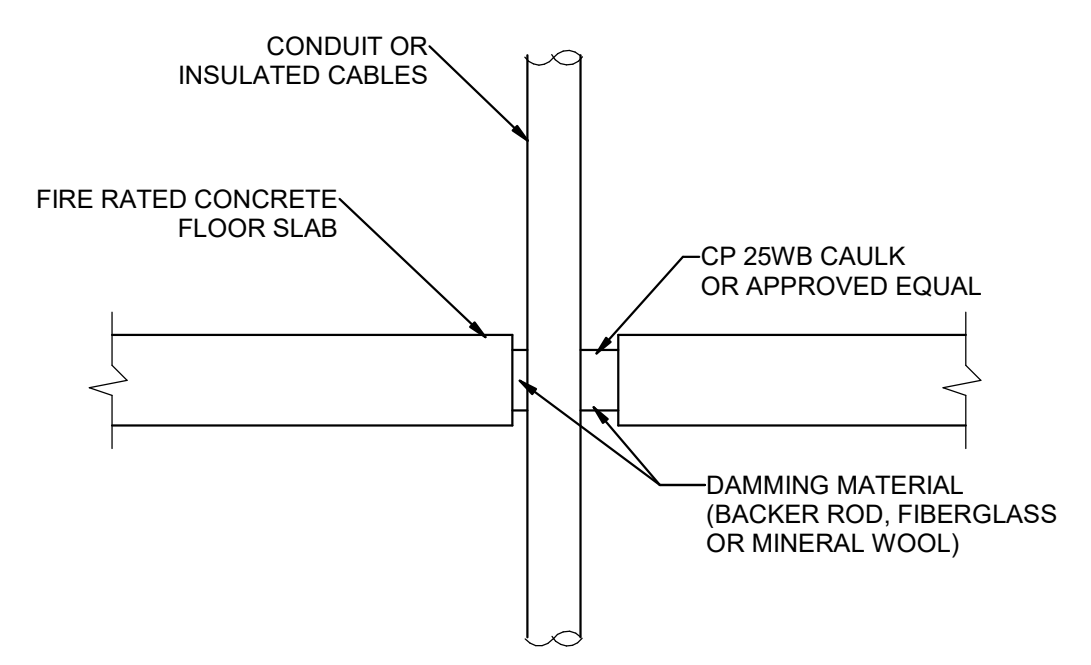 CONDUIT OR
INSULATED CABLES
FIRE RATED CONCRETE
FLOOR SLAB
CP 25WB CAULK
OR APPROVED EQUAL
DAMMING MATERIAL
(BACKER ROD, FIBERGLASS
OR MINERAL WOOL)